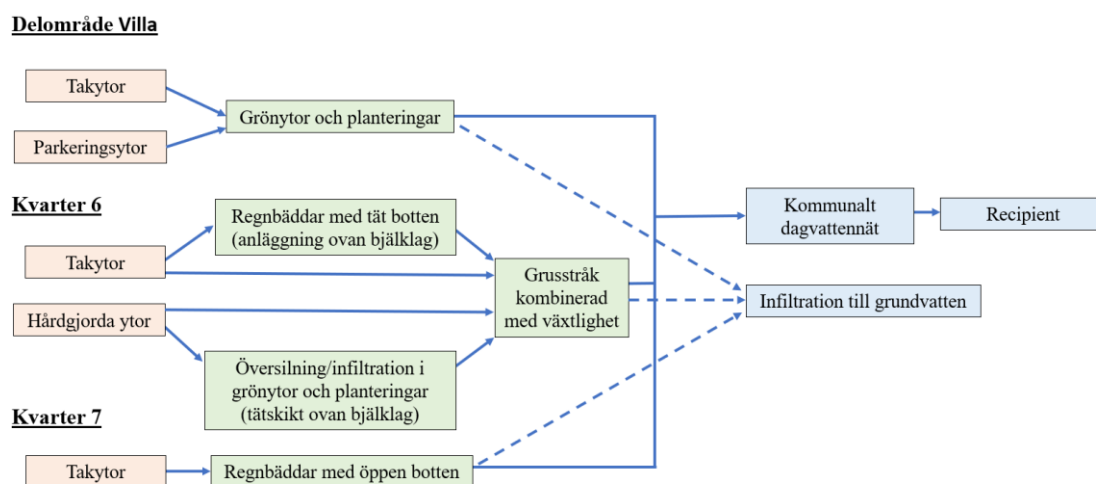 Delområde Villa
Takytor
Parkeringsytor
Grönytor och planteringar
Kvarter 6
Takytor
Hårdgjorda ytor
Regnbäddar med tät botten
(anläggning ovan bjälklag)
Översilning/infiltration i
grönytor och planteringar
(tätskikt ovan bjälklag)
Grusstråk
kombinerad
med växtlighet
Kommunalt
dagvattennät
Recipient
Infiltration till grundvatten
Kvarter 7
Takytor
Regnbäddar med öppen botten